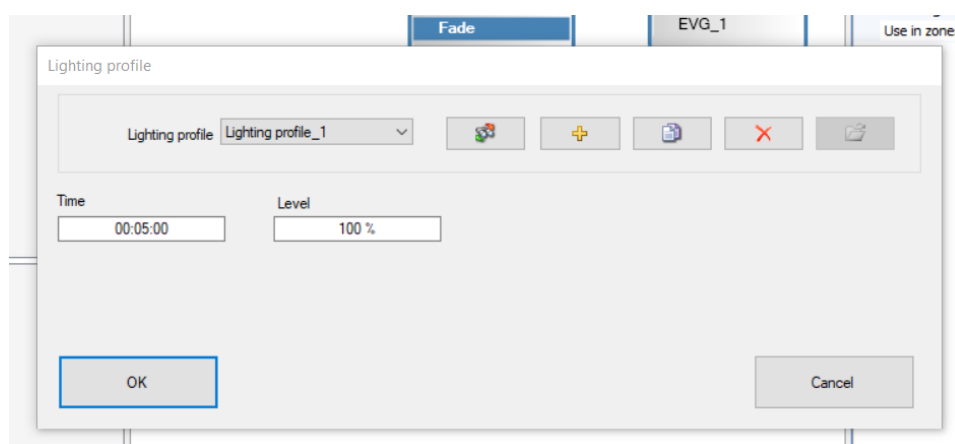 Fade
EVG_1
Use in zone
Lighting profile
Lighting profile Lighting profile_1
Time Level
00:05:00 100 %
OK Cancel